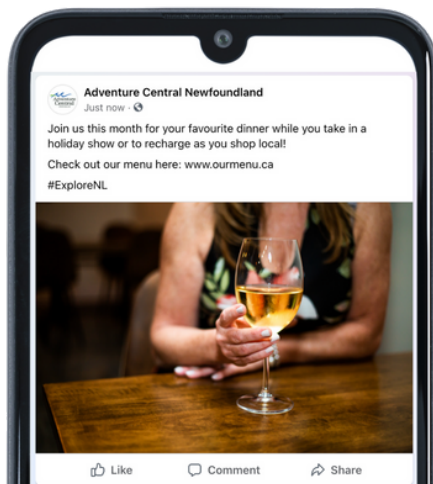 Adventure Central Newfoundland
Just now ·
Join us this month for your favourite dinner while you take in a
holiday show or to recharge as you shop local!
Check out our menu here: www.ourmenu.ca
#ExploreNL
Like Comment Share